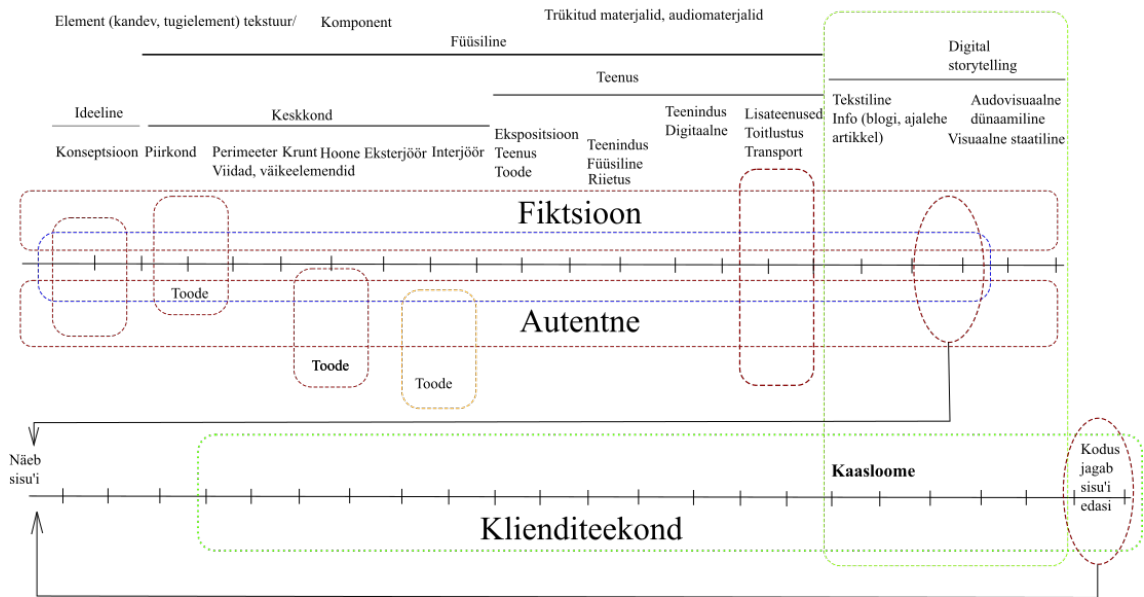 Element (kandev, tugielement) tekstuur/
Komponent
Trükitud materjalid, audiomaterjalid
Füüsiline
Digital
storytelling
Teenus
Ideeline
Keskkond
Teenindus
Digitaalne
Lisateenused
Toitlustus
Transport
Tekstiline
Info (blogi, ajalehe
artikkel)
Audovisuaalne
dünaamiline
Visuaalne staatiline
Konseptsioon
Piirkond
Perimeeter
Krunt
Hoone
Eksterjöör
Interjöör
Viidad, väikeelemendid
Ekspositsioon
Teenus
Toode
Teenindus
Füüsiline
Riietus
Fiktsioon
Toode
Autentne
Toode
Toode
Näeb
sisu'i
Kaasloome
Kodus
jagab
sisu'i
edasi
Klienditeekond